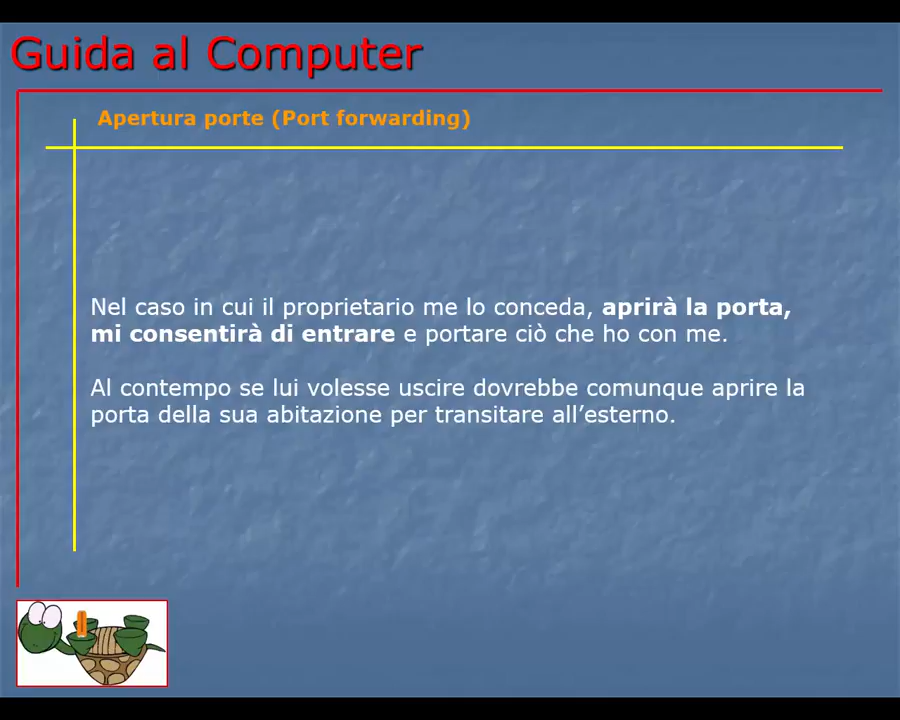 Guida al Computer
Apertura porte (Port forwarding)
Nel caso in cui il proprietario me lo conceda, aprirà la porta,
mi consentirà di entrare e portare ciò che ho con me.
Al contempo se lui volesse uscire dovrebbe comunque aprire la
porta della sua abitazione per transitare all’esterno.